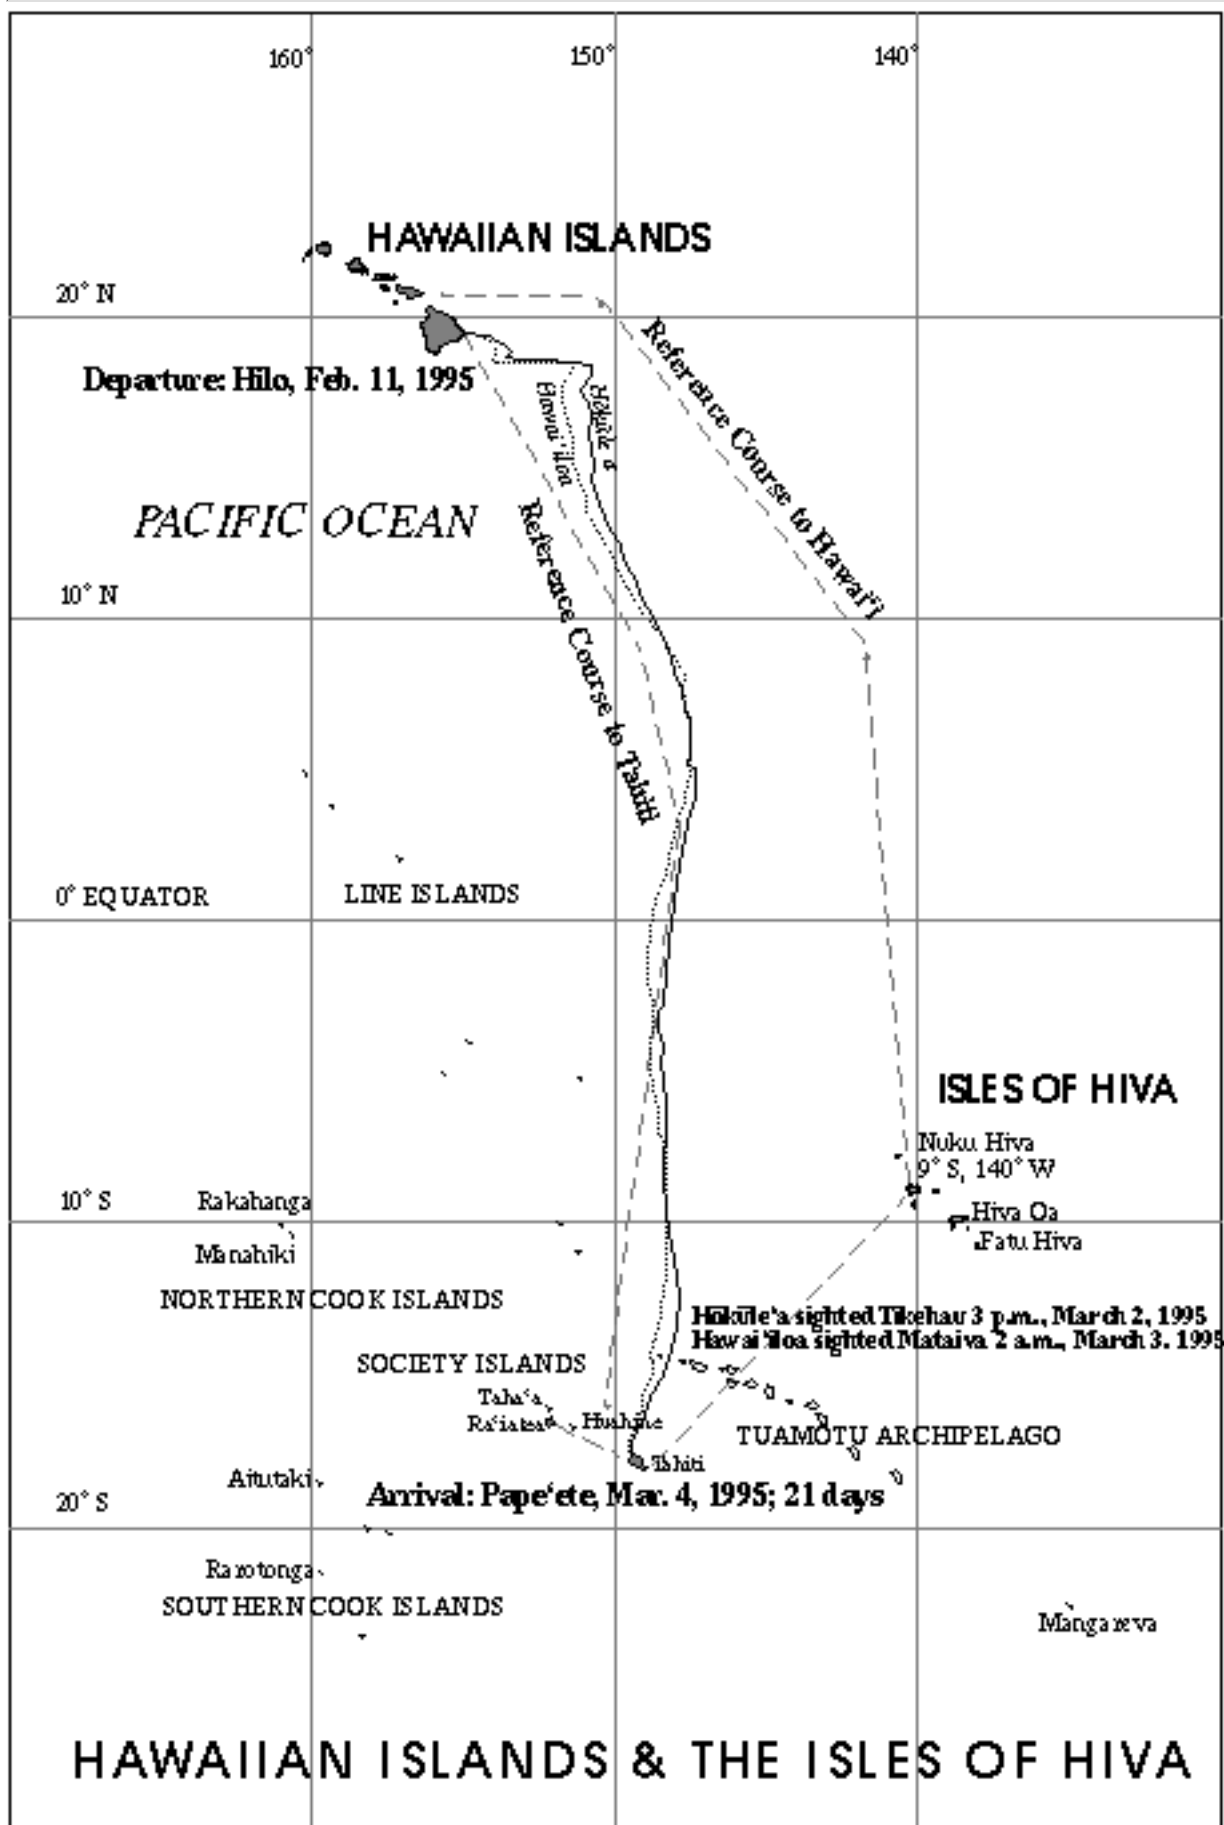 160°
150°
140°
HAWAIIAN ISLANDS
20° N
Reference Course to Hawai'i
Departure: Hilo, Feb. 11, 1995
Hawai'iloa
Hōkūle'a
PACIFIC OCEAN
Reference Course to Tahiti
10° N
0° EQUATOR
LINE ISLANDS
ISLES OF HIVA
Nuku Hiva
9° S, 140° W
10° S
Rakahanga
Hiva Oa
Manahiki
Fatu Hiva
NORTHERN COOK ISLANDS
Hōkūle'a sighted Tikehau 3 p.m., March 2, 1995
Hawai'iloa sighted Mataiva 2 a.m., March 3. 1995
SOCIETY ISLANDS
Taha'a
Ra'iatea
Huahine
TUAMOTU ARCHIPELAGO
Tahiti
Aitutaki
20° S
Arrival: Pape'ete, Mar. 4, 1995; 21 days
Rarotonga
SOUTHERN COOK ISLANDS
Mangareva
HAWAIIAN ISLANDS & THE ISLES OF HIVA